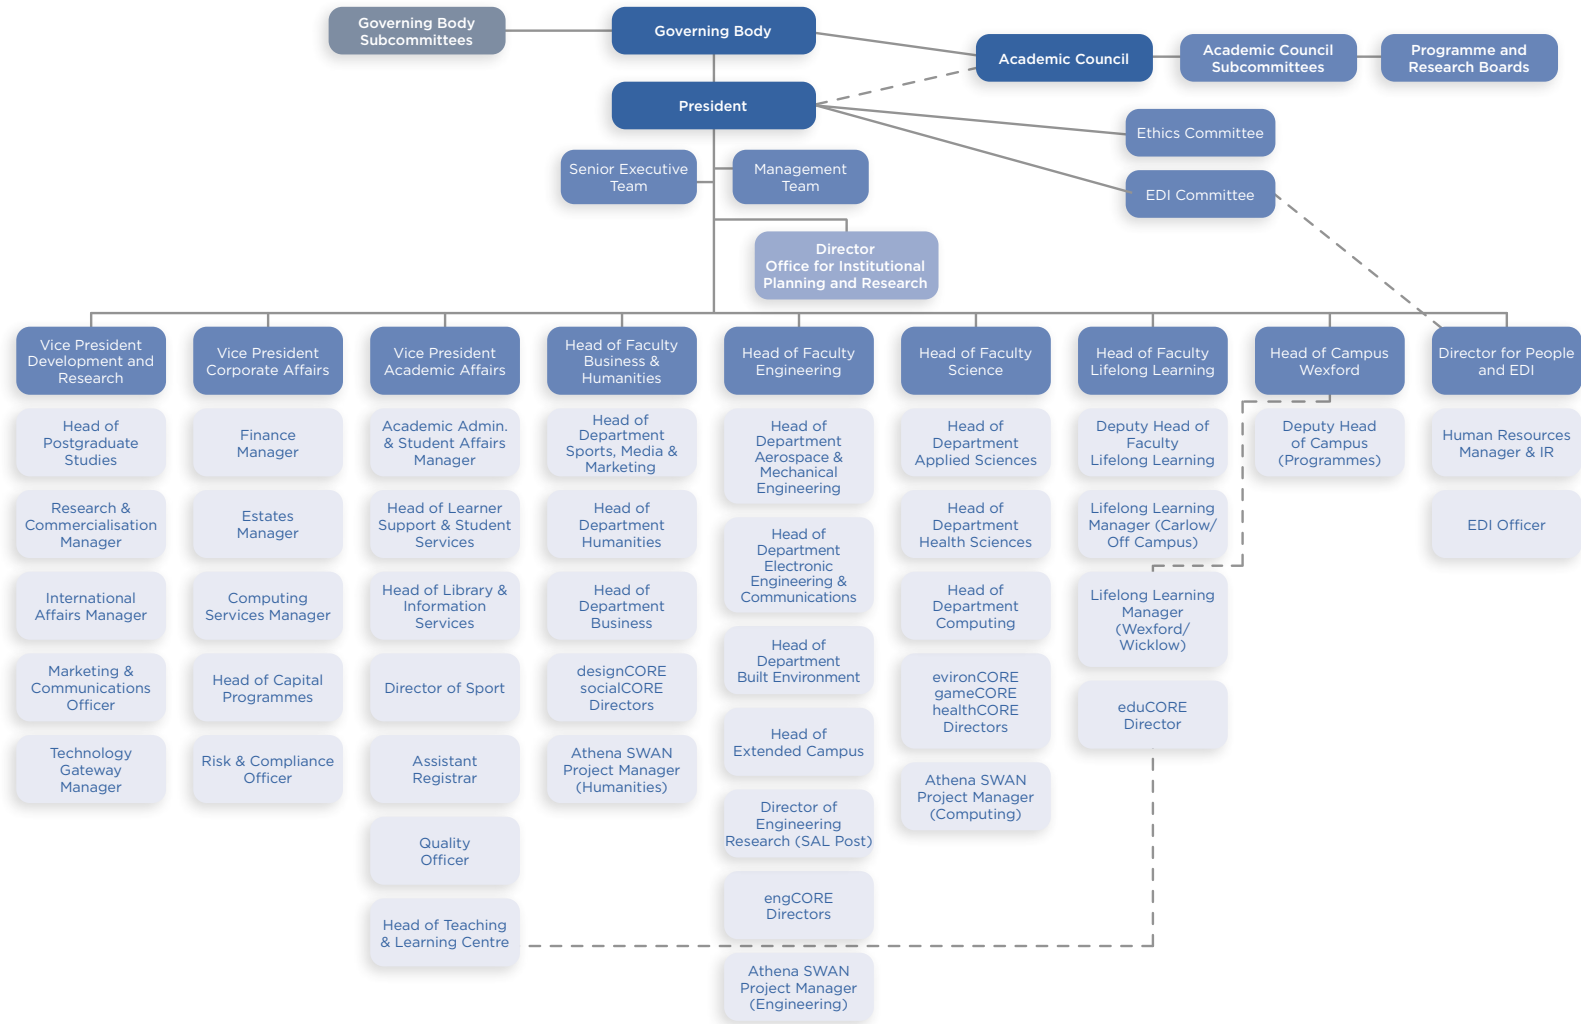 Governing Body
Subcommittees
Governing Body
Academic Council
Academic Council
Subcommittees
Programme and
Research Boards
President
Ethics Committee
Senior Executive
Team
Management
Team
EDI Committee
Director
Office for Institutional
Planning and Research
Vice President
Development and
Research
Head of
Postgraduate
Studies
Research &
Commercialisation
Manager
International
Affairs Manager
Marketing &
Communications
Officer
Technology
Gateway
Manager
Vice President
Corporate Affairs
Finance
Manager
Estates
Manager
Computing
Services Manager
Head of Capital
Programmes
Risk & Compliance
Officer
Vice President
Academic Affairs
Academic Admin.
& Student Affairs
Manager
Head of Learner
Support & Student
Services
Head of Library &
Information
Services
Director of Sport
Assistant
Registrar
Quality
Officer
Head of Teaching
& Learning Centre
Head of Faculty
Business &
Humanities
Head of
Department
Sports, Media &
Marketing
Head of
Department
Humanities
Head of
Department
Business
designCORE
socialCORE
Directors
Athena SWAN
Project Manager
(Humanities)
Head of Faculty
Engineering
Head of
Department
Aerospace &
Mechanical
Engineering
Head of
Department
Electronic
Engineering &
Communications
Head of
Department
Built Environment
Head of
Extended Campus
Director of
Engineering
Research (SAL Post)
engCORE
Directors
Athena SWAN
Project Manager
(Engineering)
Head of Faculty
Science
Head of
Department
Applied Sciences
Head of
Department
Health Sciences
Head of
Department
Computing
evironCORE
gameCORE
healthCORE
Directors
Athena SWAN
Project Manager
(Computing)
Head of Faculty
Lifelong Learning
Deputy Head of
Faculty
Lifelong Learning
Lifelong Learning
Manager (Carlow/
Off Campus)
Lifelong Learning
Manager
(Wexford/
Wicklow)
eduCORE
Director
Head of Campus
Wexford
Deputy Head
of Campus
(Programmes)
Director for People
and EDI
Human Resources
Manager & IR
EDI Officer